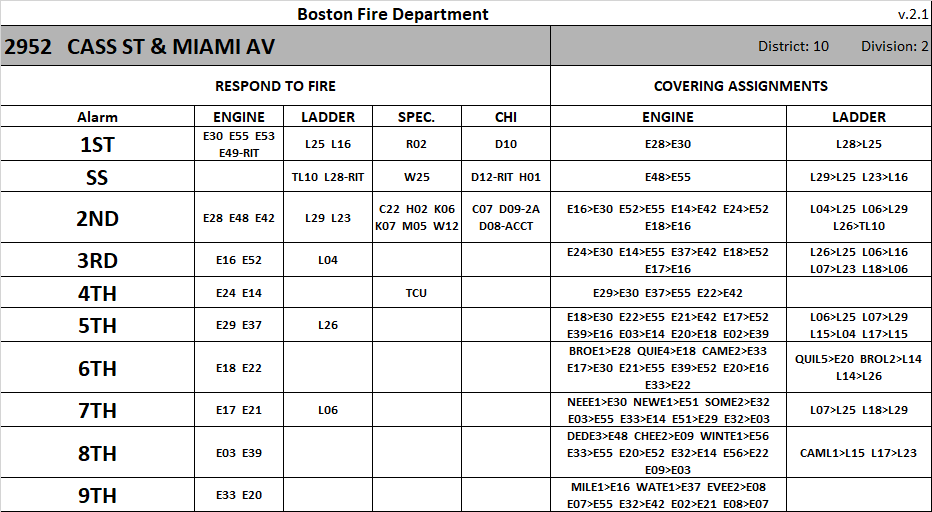 Boston Fire Department v.2.1
2952 CASS ST & MIAMI AV District: 10 Division: 2
RESPOND TO FIRE COVERING ASSIGNMENTS
Alarm ENGINE LADDER SPEC. CHI ENGINE LADDER
1ST E30 E55 E53 L25 L16 R02 D10 E28>E30 L28>L25
E49-RIT
SS TL10 L28-RIT W25 D12-RIT H01 E48>E55 L29>L25 L23>L16
2ND E28 E48 E42 L29 L23 C22 H02 K06 C07 D09-2A E16>E30 E52>E55 E14>E42 E24>E52 L04>L25 L06>L29
K07 M05 W12 D08-ACCT E18>E16 L26>TL10
3RD E16 E52 L04 E24>E30 E14>E55 E37>E42 E18>E52 L26>L25 L06>L16
E17>E16 L07>L23 L18>L06
4TH E24 E14 TCU E29>E30 E37>E55 E22>E42
5TH E29 E37 L26 E18>E30 E22>E55 E21>E42 E17>E52 L06>L25 L07>L29
E39>E16 E03>E14 E20>E18 E02>E39 L15>L04 L17>L15
6TH E18 E22 BROE1>E28 QUIE4>E18 CAME2>E33 QUIL5>E20 BROL2>L14
E17>E30 E21>E55 E39>E52 E20>E16 L14>L26
E33>E22
7TH E17 E21 L06 NEEE1>E30 NEWE1>E51 SOME2>E32 L07>L25 L18>L29
E03>E55 E33>E14 E51>E29 E32>E03
8TH E03 E39 DEDE3>E48 CHEE2>E09 WINTE1>E56 CAML1>L15 L17>L23
E33>E55 E20>E52 E32>E14 E56>E22
E09>E03
9TH E33 E20 MILE1>E16 WATE1>E37 EVEE2>E08
E07>E55 E32>E42 E02>E21 E08>E07